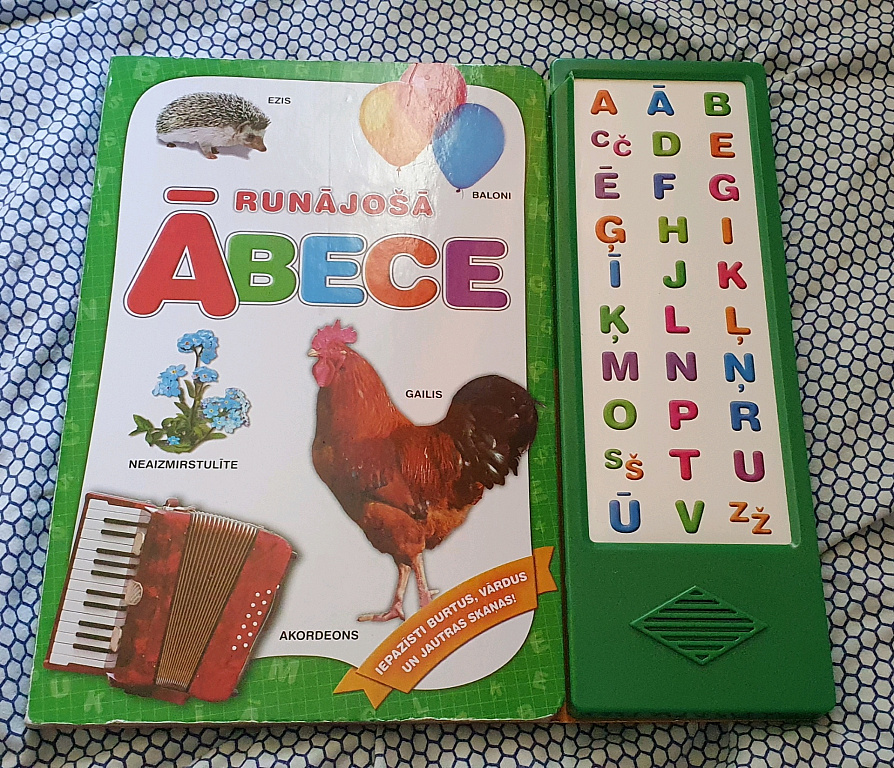 EZIS
BALONI
RUNĀJOŠĀ
ĀBECE
NEAIZMIRSTULĪTE
GAILIS
AKORDEONS
IEPAZĪSTI BURTUS, VĀRDUS
UN JAUTRAS SKAŅAS!
A Ā B
C Č D E
Ē F G
Ģ H I
Ī J K
Ķ L Ļ
M N Ņ
O P R
S Š T U
Ū V Z Ž